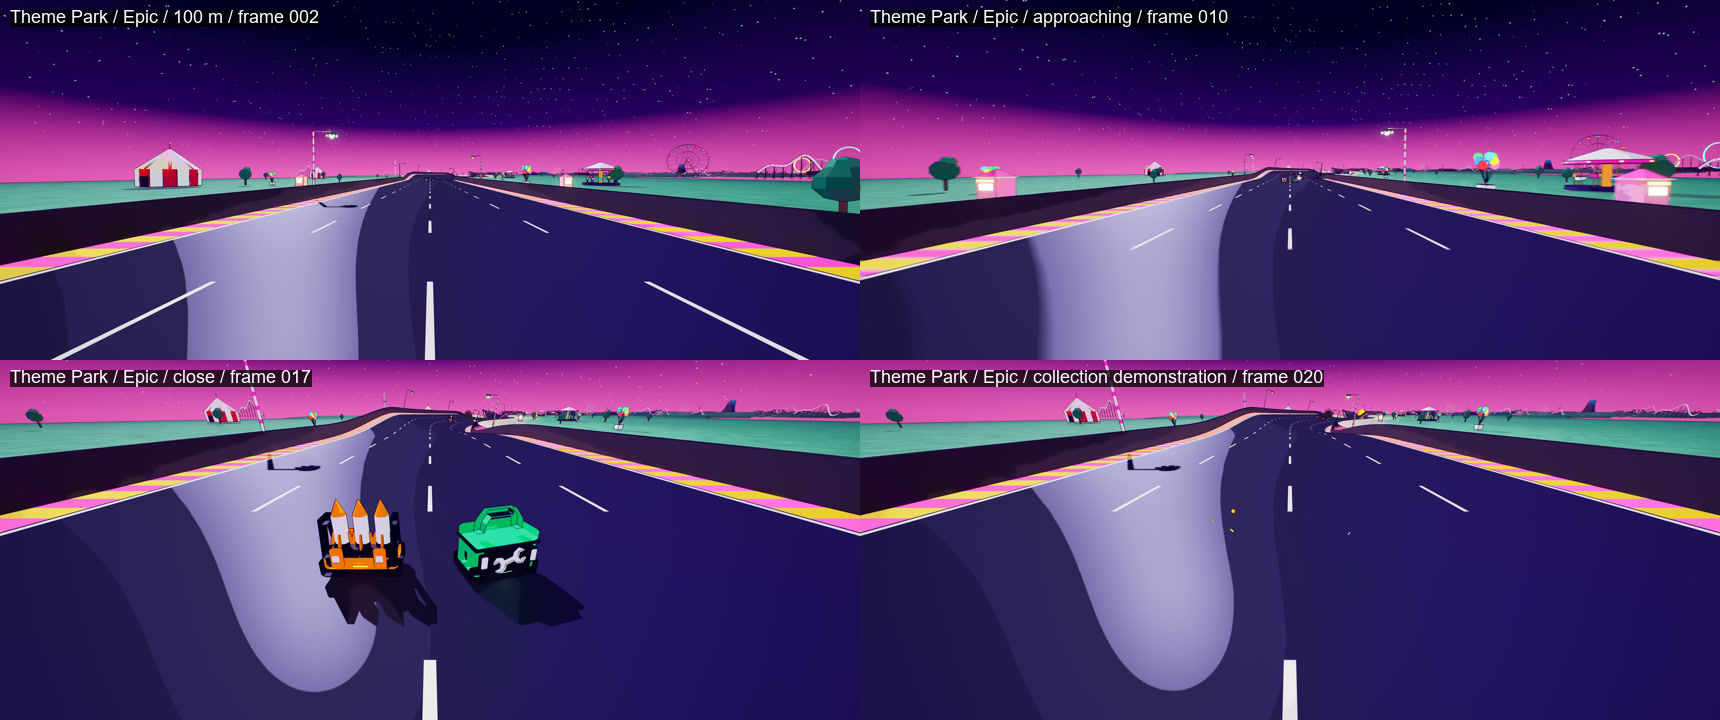 Theme Park / Epic / 100 m / frame 002
Theme Park / Epic / approaching / frame 010
Theme Park / Epic / close / frame 017
Theme Park / Epic / collection demonstration / frame 020